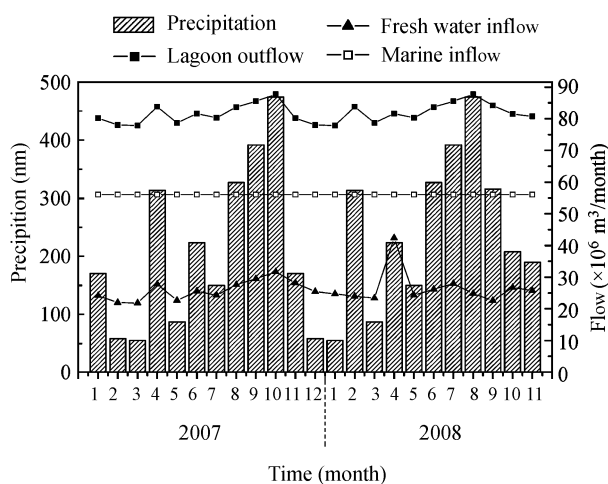 Precipitation
Fresh water inflow
Lagoon outflow
Marine inflow
500
400
300
200
100
0
Precipition (nm)
90
80
70
60
50
40
30
20
10
0
Flow (×10⁶ m³/month)
1 2 3 4 5 6 7 8 9 10 11 12 1 2 3 4 5 6 7 8 9 10 11
2007 2008
Time (month)